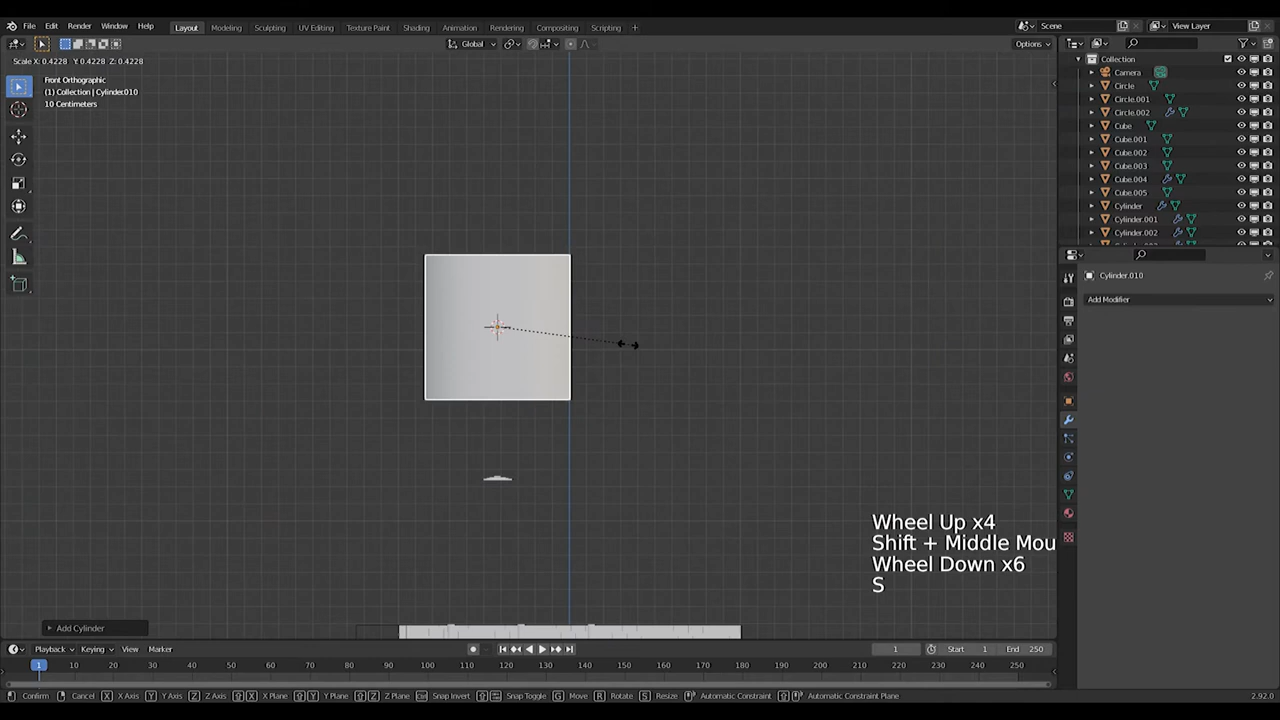 File Edit Render Window Help Layout Modeling Sculpting UV Editing Texture Paint Shading Animation Rendering Compositing Scripting + Scene View Layer
Global Options
Scale X: 0.4228 Y: 0.4228 Z: 0.4228
Front Orthographic
(1) Collection | Cylinder.010
10 Centimeters
Collection
Camera
Circle
Circle.001
Circle.002
Cube
Cube.001
Cube.002
Cube.003
Cube.004
Cube.005
Cylinder
Cylinder.001
Cylinder.002
Cylinder.010
Add Modifier
Wheel Up x4
Shift + Middle Mou
Wheel Down x6
S
Add Cylinder
Playback Keying View Marker 1 Start 1 End 250
1 10 20 30 40 50 60 70 80 90 100 110 120 130 140 150 160 170 180 190 200 210 220 230 240 250
Confirm Cancel X X Axis Y Y Axis Z Z Axis X X Plane Y Y Plane Z Z Plane Snap Invert Snap Toggle G Move R Rotate S Resize Automatic Constraint Automatic Constraint Plane 2.92.0